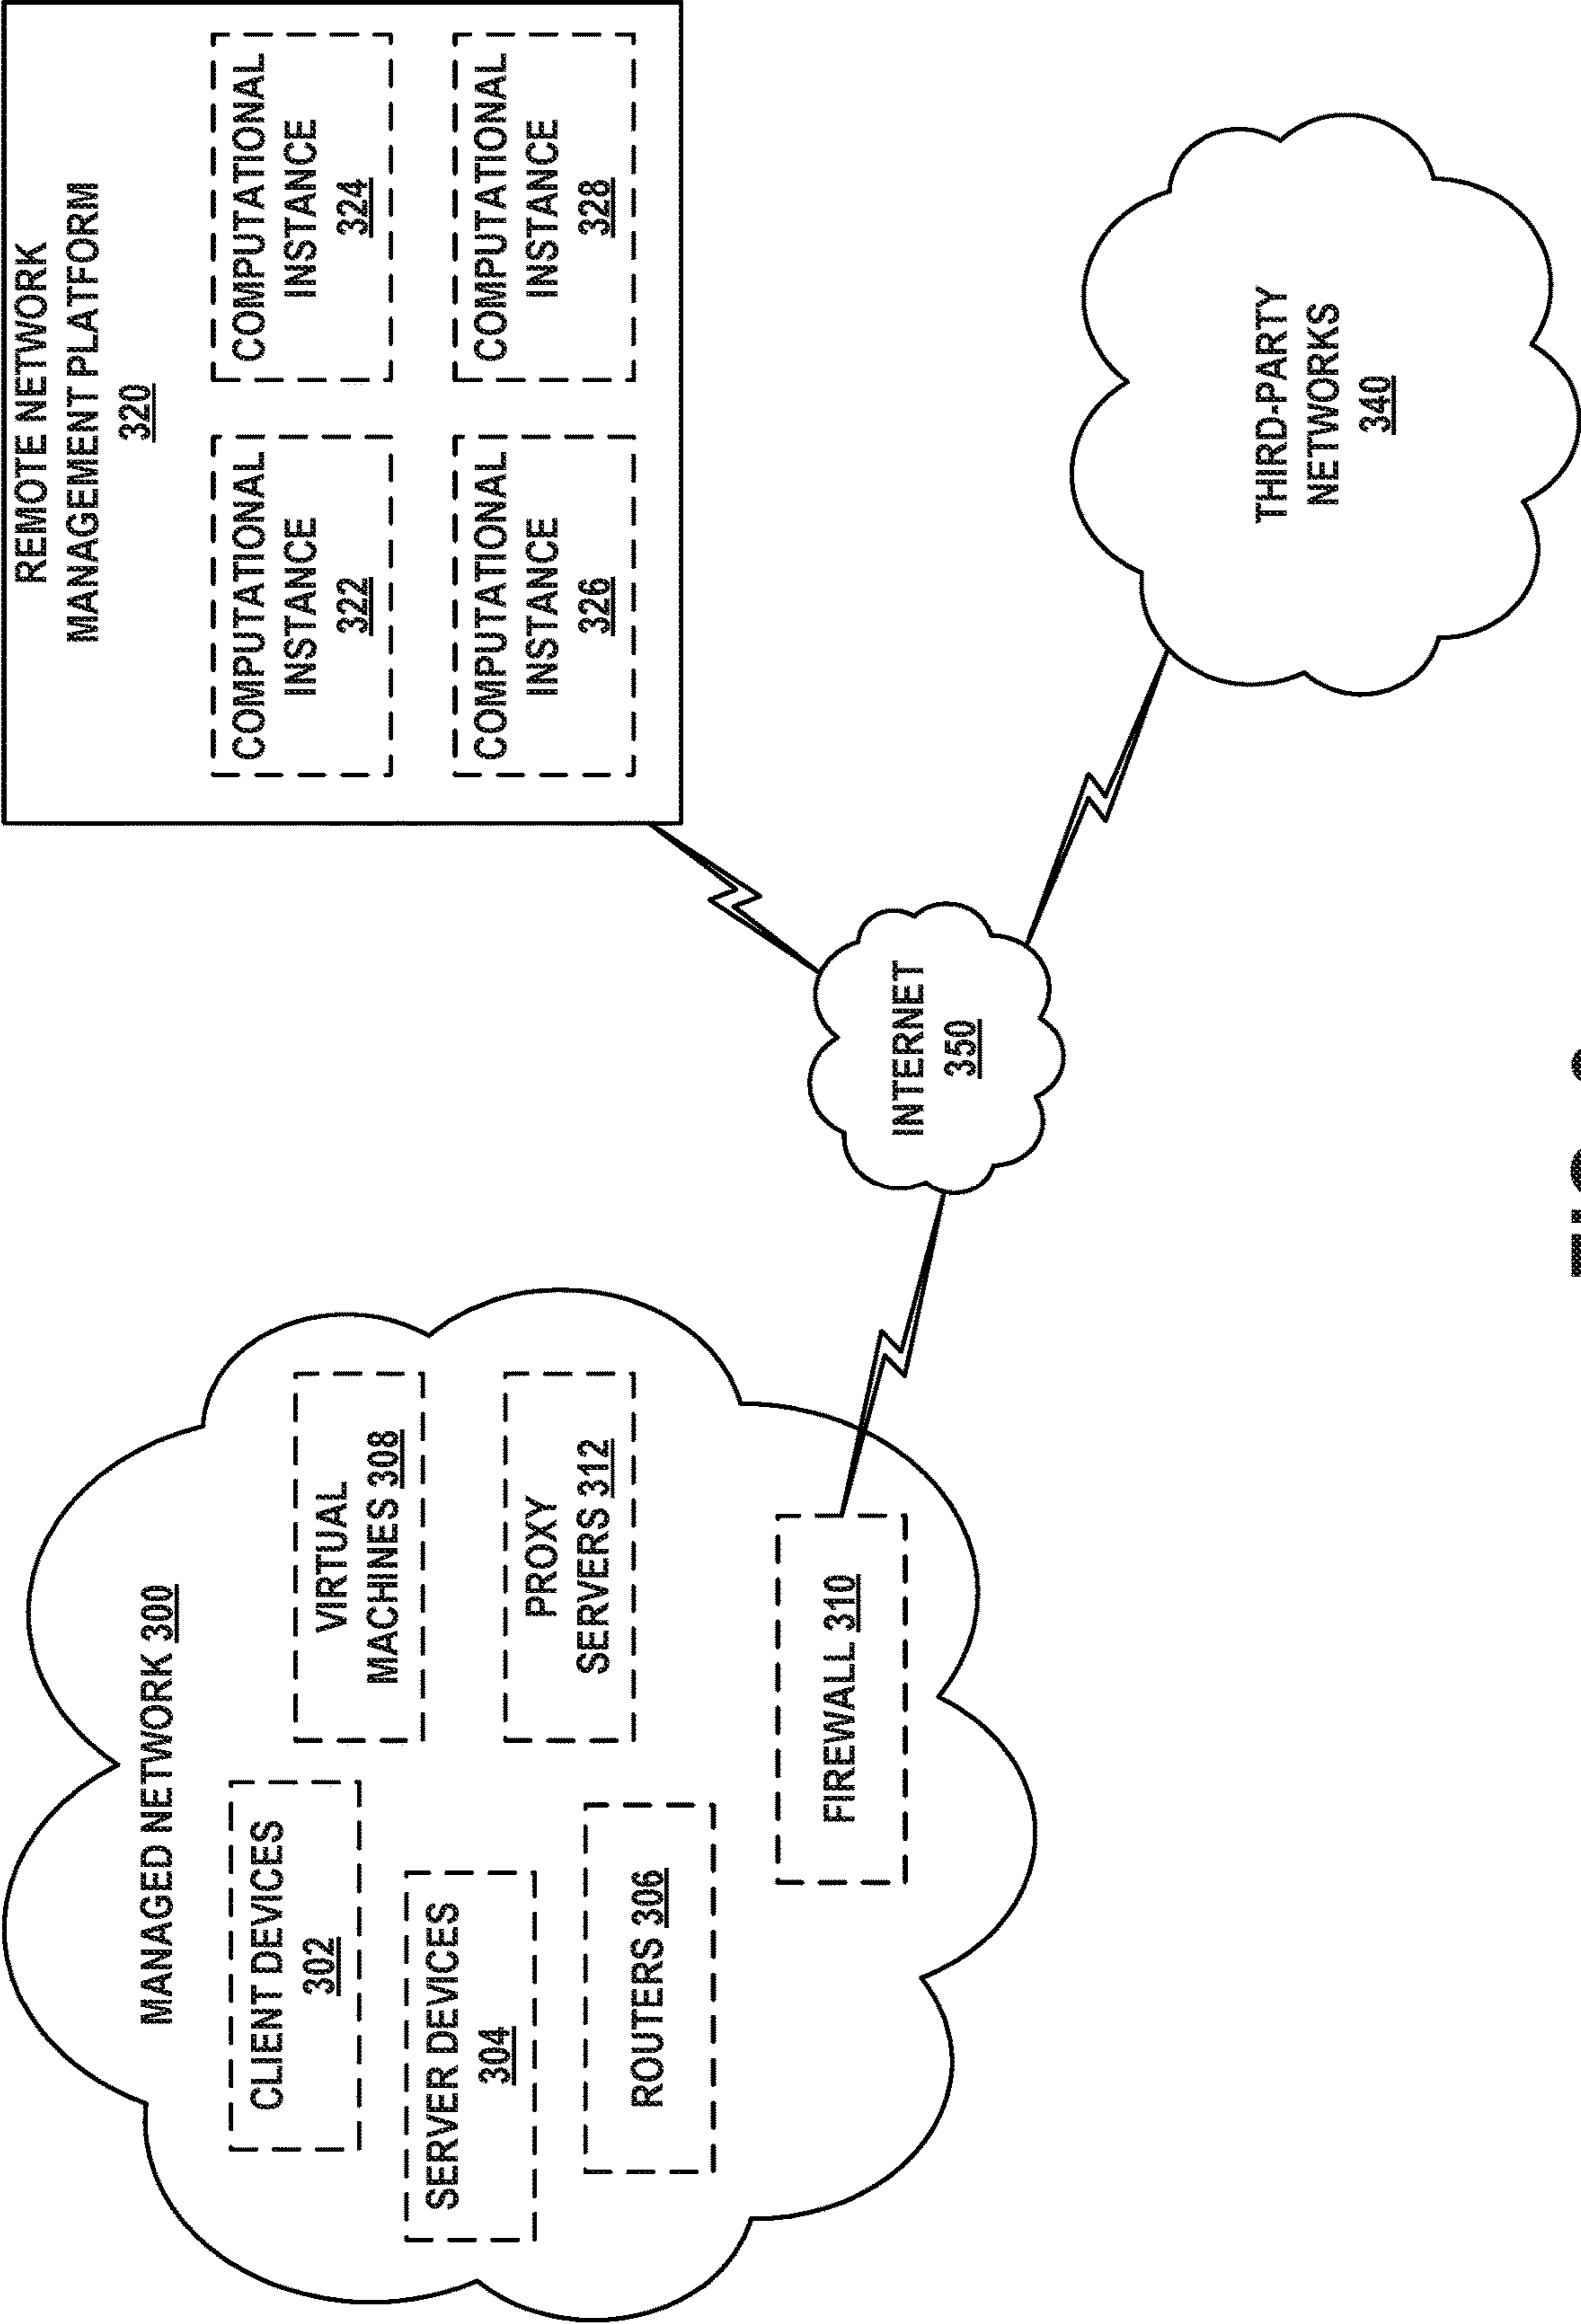 MANAGED NETWORK 300
CLIENT DEVICES
302
SERVER DEVICES
304
ROUTERS 306
VIRTUAL
MACHINES 308
PROXY
SERVERS 312
FIREWALL 310
INTERNET
350
REMOTE NETWORK
MANAGEMENT PLATFORM
320
COMPUTATIONAL
INSTANCE
322
COMPUTATIONAL
INSTANCE
324
COMPUTATIONAL
INSTANCE
326
COMPUTATIONAL
INSTANCE
328
THIRD-PARTY
NETWORKS
340